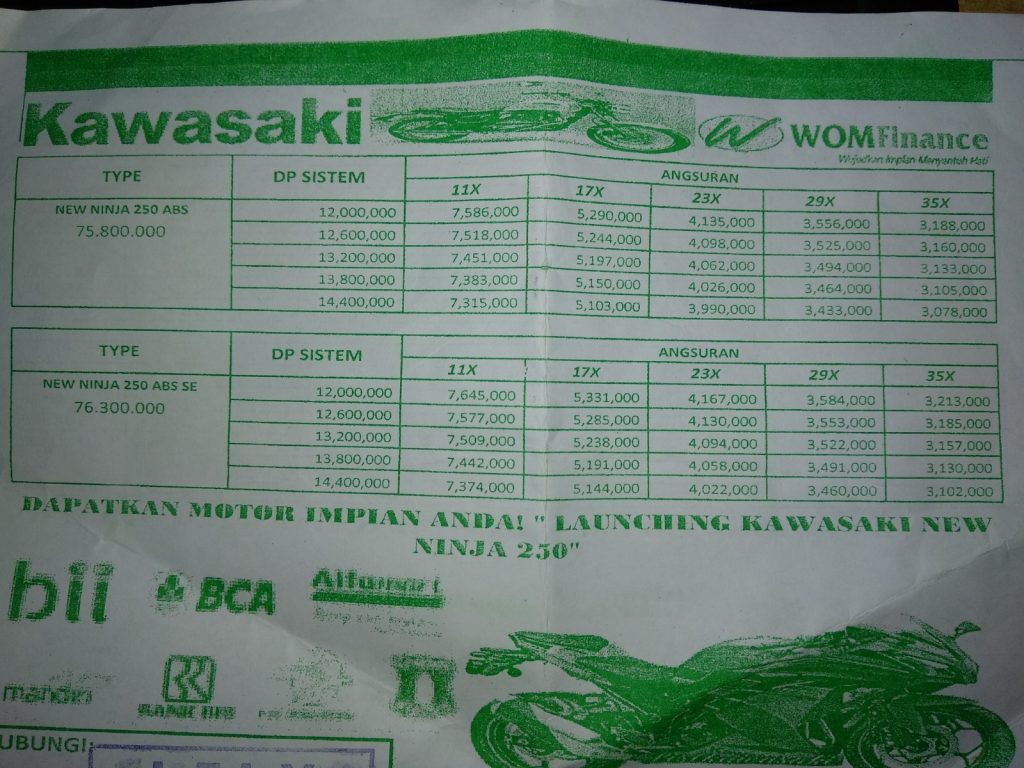 Kawasaki
WOMFinance
Wujudkan Impian Menyentuh Hati
TYPE DP SISTEM ANGSURAN
11X 17X 23X 29X 35X
NEW NINJA 250 ABS 12,000,000 7,586,000 5,290,000 4,135,000 3,556,000 3,188,000
75.800.000 12,600,000 7,518,000 5,244,000 4,098,000 3,525,000 3,160,000
13,200,000 7,451,000 5,197,000 4,062,000 3,494,000 3,133,000
13,800,000 7,383,000 5,150,000 4,026,000 3,464,000 3,105,000
14,400,000 7,315,000 5,103,000 3,990,000 3,433,000 3,078,000
TYPE DP SISTEM ANGSURAN
11X 17X 23X 29X 35X
NEW NINJA 250 ABS SE 12,000,000 7,645,000 5,331,000 4,167,000 3,584,000 3,213,000
76.300.000 12,600,000 7,577,000 5,285,000 4,130,000 3,553,000 3,185,000
13,200,000 7,509,000 5,238,000 4,094,000 3,522,000 3,157,000
13,800,000 7,442,000 5,191,000 4,058,000 3,491,000 3,130,000
14,400,000 7,374,000 5,144,000 4,022,000 3,460,000 3,102,000
DAPATKAN MOTOR IMPIAN ANDA! " LAUNCHING KAWASAKI NEW
NINJA 250"
bii BCA Alfamart
mandiri BANK BRI
UBUNGI: